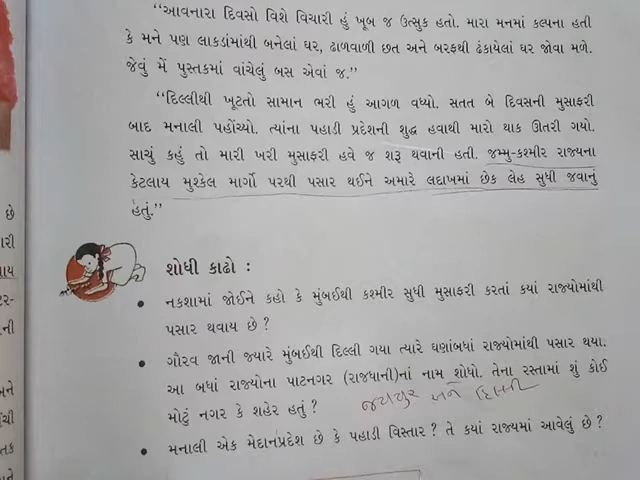 “આવનારા દિવસો વિશે વિચારી હું ખૂબ જ ઉત્સુક હતો. મારા મનમાં કલ્પના હતી
કે મને પણ લાકડાંમાંથી બનેલાં ઘર, ઢાળવાળી છત અને બરફથી ઢંકાયેલાં ઘર જોવા મળે.
જેવું મેં પુસ્તકમાં વાંચેલું બસ એવાં જ.”
“દિલ્લીથી ખૂટતો સામાન ભરી હું આગળ વધ્યો. સતત બે દિવસની મુસાફરી
બાદ મનાલી પહોંચ્યો. ત્યાંના પહાડી પ્રદેશની શુદ્ધ હવાથી મારો થાક ઊતરી ગયો.
સાચું કહું તો મારી ખરી મુસાફરી હવે જ શરૂ થવાની હતી. જમ્મુ-કશ્મીર રાજ્યના
કેટલાય મુશ્કેલ માર્ગો પરથી પસાર થઈને અમારે લદાખમાં છેક લેહ સુધી જવાનું
હતું.”
શોધી કાઢો :
• નકશામાં જોઈને કહો કે મુંબઈથી કશ્મીર સુધી મુસાફરી કરતાં કયાં રાજ્યોમાંથી
પસાર થવાય છે ?
• ગૌરવ જાની જ્યારે મુંબઈથી દિલ્લી ગયા ત્યારે ઘણાંબધાં રાજ્યોમાંથી પસાર થયા.
આ બધાં રાજ્યોના પાટનગર (રાજધાની)નાં નામ શોધો. તેના રસ્તામાં શું કોઈ
મોટું નગર કે શહેર હતું ? જયપુર અને દિલ્લી
• મનાલી એક મેદાનપ્રદેશ છે કે પહાડી વિસ્તાર ? તે કયાં રાજ્યમાં આવેલું છે ?